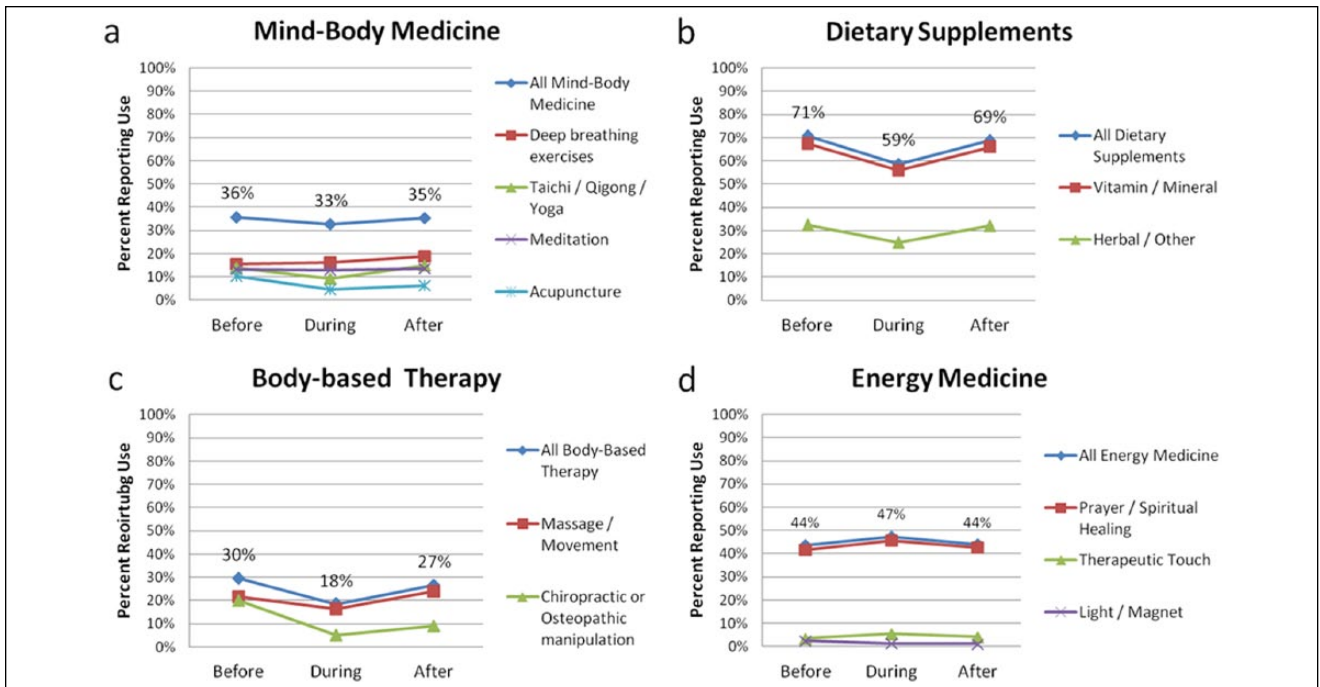 a
Mind-Body Medicine
Percent Reporting Use
100%
90%
80%
70%
60%
50%
40%
30%
20%
10%
0%
36%
33%
35%
Before
During
After
All Mind-Body
Medicine
Deep breathing
exercises
Taichi / Qigong /
Yoga
Meditation
Acupuncture
b
Dietary Supplements
Percent Reporting Use
100%
90%
80%
70%
60%
50%
40%
30%
20%
10%
0%
71%
59%
69%
Before
During
After
All Dietary
Supplements
Vitamin / Mineral
Herbal / Other
c
Body-based Therapy
Percent Reoirtubg Use
100%
90%
80%
70%
60%
50%
40%
30%
20%
10%
0%
30%
18%
27%
Before
During
After
All Body-Based
Therapy
Massage /
Movement
Chiropractic or
Osteopathic
manipulation
d
Energy Medicine
Percent Reporting Use
100%
90%
80%
70%
60%
50%
40%
30%
20%
10%
0%
44%
47%
44%
Before
During
After
All Energy Medicine
Prayer / Spiritual
Healing
Therapeutic Touch
Light / Magnet